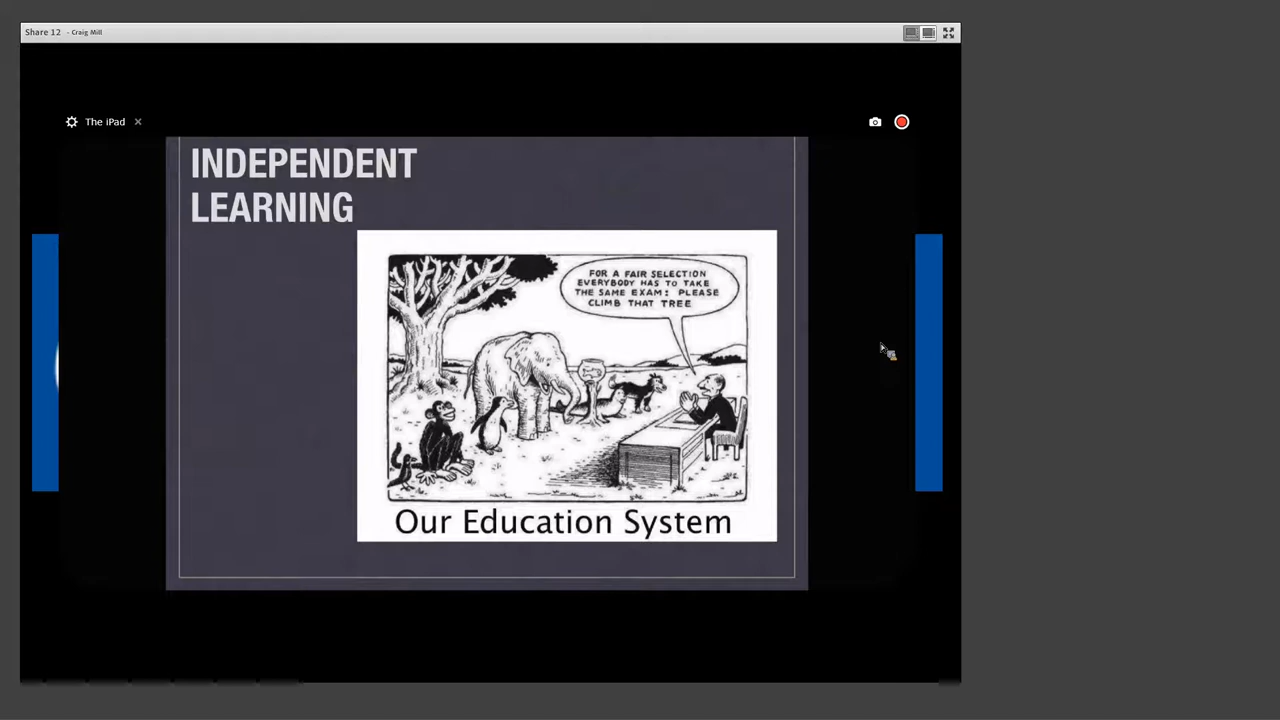 Share 12 - Craig Mill
The iPad
INDEPENDENT
LEARNING
FOR A FAIR SELECTION
EVERYBODY HAS TO TAKE
THE SAME EXAM: PLEASE
CLIMB THAT TREE
Our Education System